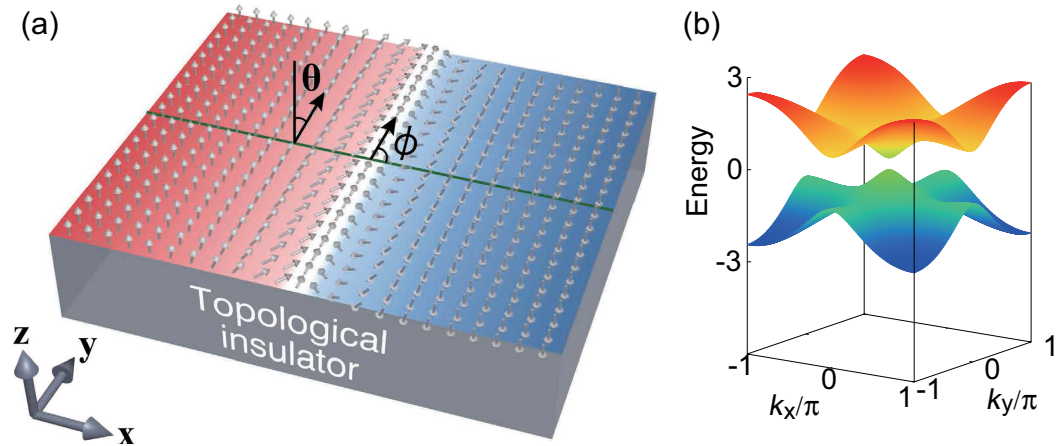 (a)
θ
ϕ
Topological
insulator
z
y
x
(b)
Energy
3
0
-3
-1
0
1
kx/π
-1
0
1
ky/π